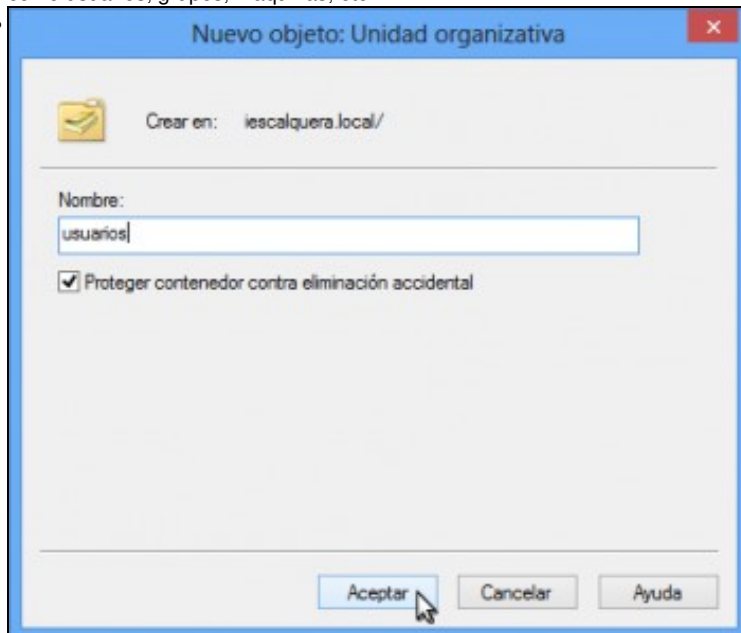 Nuevo objeto: Unidad organizativa
Crear en: iescalquera.local/
Nombre:
usuarios
Proteger contenedor contra eliminación accidental
Aceptar Cancelar Ayuda